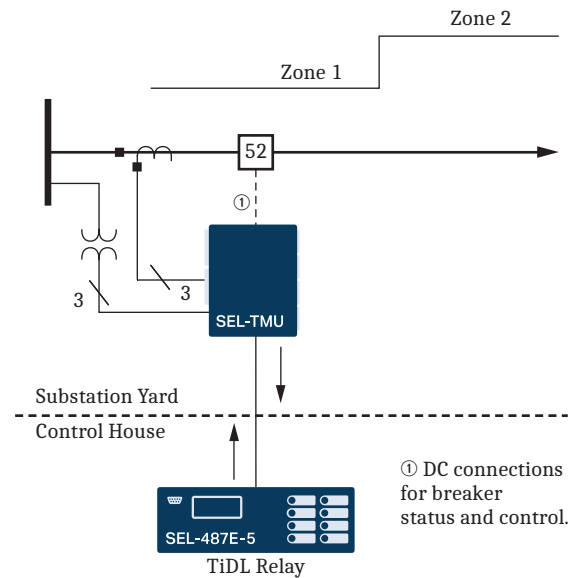 Zone 2
Zone 1
52
①
3
3
SEL-TMU
Substation Yard
Control House
① DC connections
for breaker
status and control.
SEL-487E-5
TiDL Relay